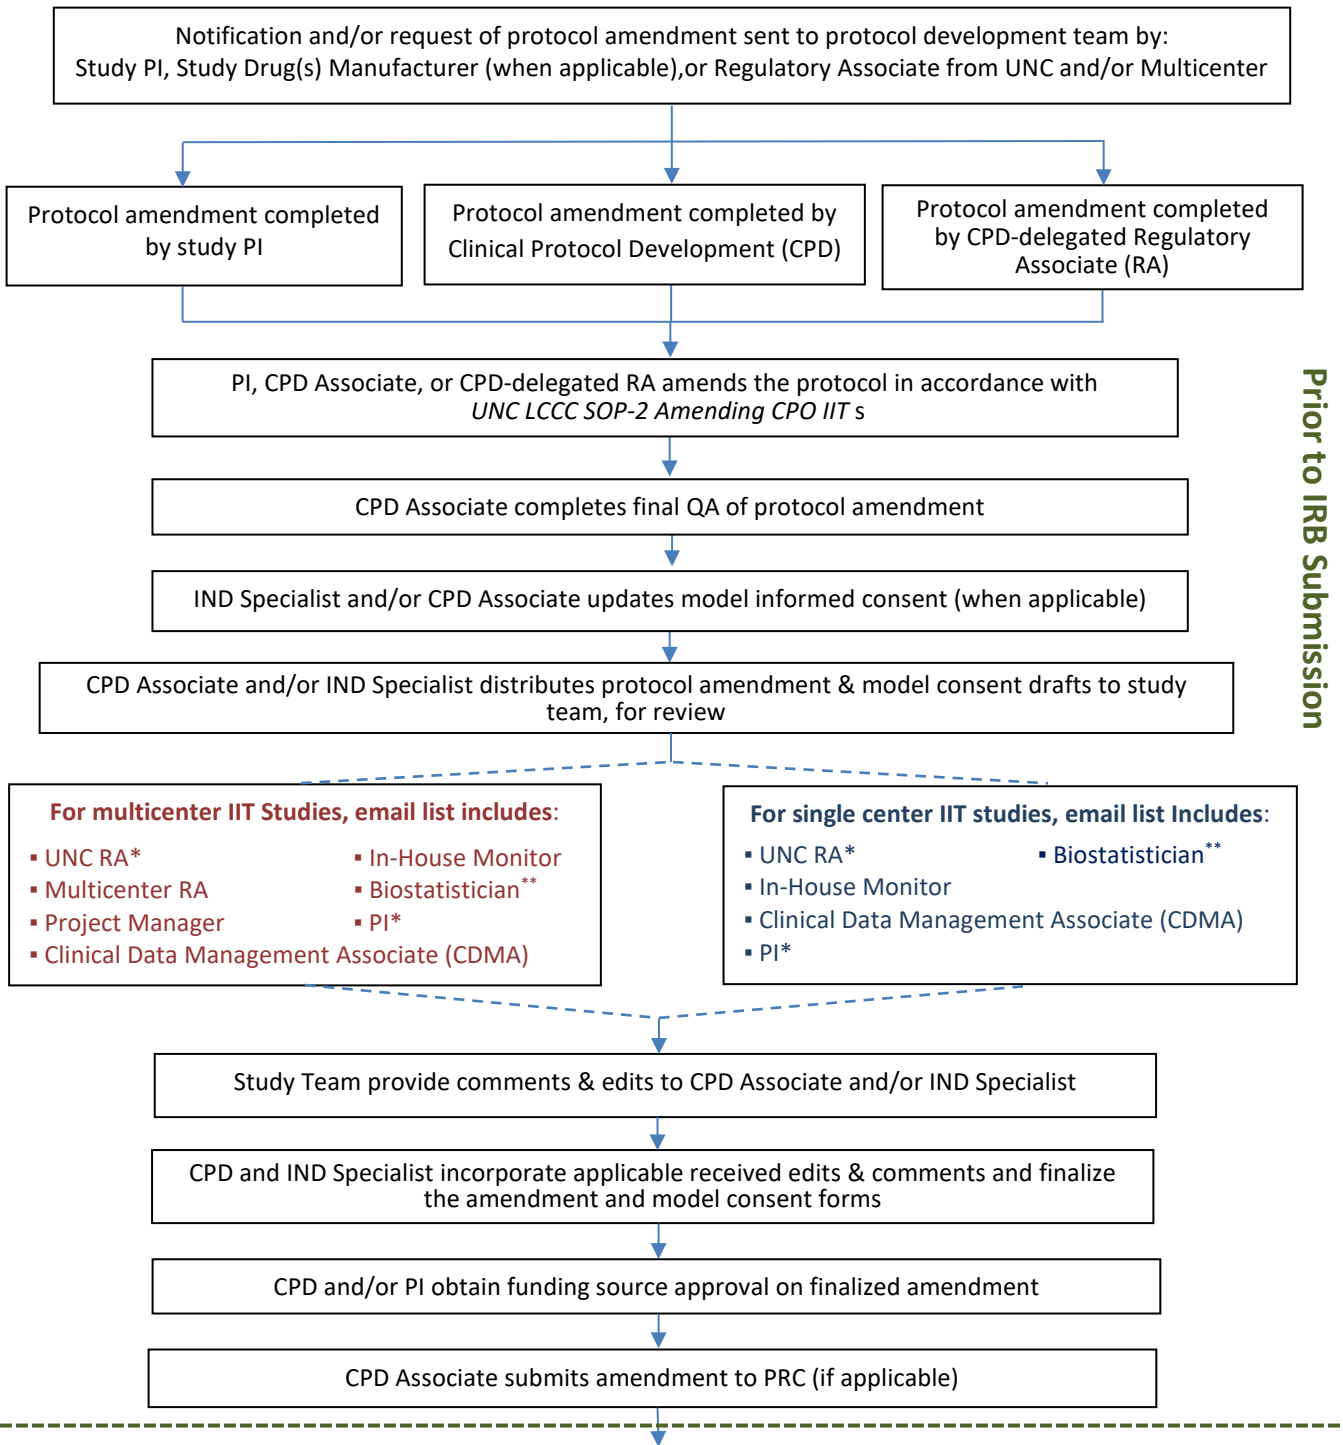 Notification and/or request of protocol amendment sent to protocol development team by:
Study PI, Study Drug(s) Manufacturer (when applicable),or Regulatory Associate from UNC and/or Multicenter
Protocol amendment completed
by study PI
Protocol amendment completed by
Clinical Protocol Development (CPD)
Protocol amendment completed
by CPD-delegated Regulatory
Associate (RA)
PI, CPD Associate, or CPD-delegated RA amends the protocol in accordance with
UNC LCCC SOP-2 Amending CPO IIT s
CPD Associate completes final QA of protocol amendment
IND Specialist and/or CPD Associate updates model informed consent (when applicable)
CPD Associate and/or IND Specialist distributes protocol amendment & model consent drafts to study
team, for review
Prior to IRB Submission
For multicenter IIT Studies, email list includes:
▪ UNC RA*
▪ Multicenter RA
▪ Project Manager
▪ Clinical Data Management Associate (CDMA)
▪ In-House Monitor
▪ Biostatistician**
▪ PI*
For single center IIT studies, email list Includes:
▪ UNC RA*
▪ In-House Monitor
▪ Clinical Data Management Associate (CDMA)
▪ PI*
▪ Biostatistician**
Study Team provide comments & edits to CPD Associate and/or IND Specialist
CPD and IND Specialist incorporate applicable received edits & comments and finalize
the amendment and model consent forms
CPD and/or PI obtain funding source approval on finalized amendment
CPD Associate submits amendment to PRC (if applicable)